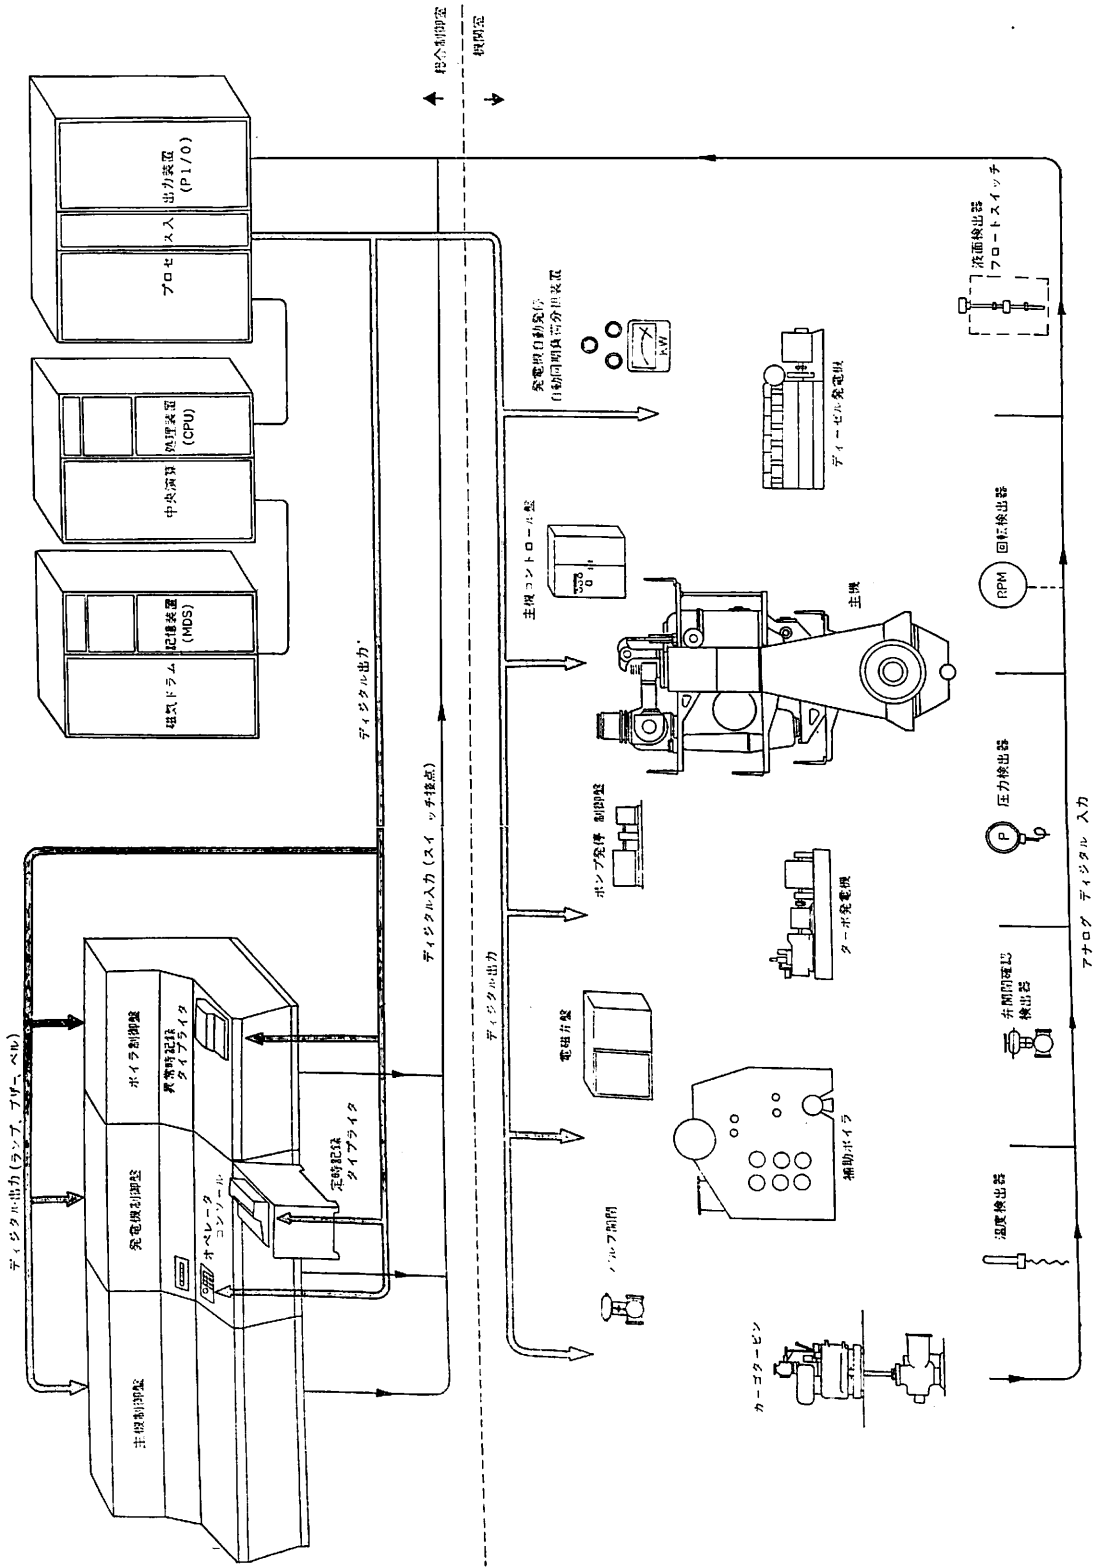 ディジタル出力(ランプ、ブザー、ベル)
主機制御盤
発電機制御盤
ボイラ制御盤
異常時記録
タイプライタ
オペレータ
コンソール
定時記録
タイプライタ
磁気ドラム
記憶装置
(MDS)
中央演算
処理装置
(CPU)
プロセス入
出力装置
(PI/O)
ディジタル出力
ディジタル入力(スイッチ接点)
総合制御室
機関室
ディジタル出力
バルブ開閉
電磁弁盤
ポンプ発停 制御盤
主機コントロール盤
発電機自動発停
自動同期負荷分担装置
KW
カーゴタービン
補助ボイラ
ターボ発電機
主機
ディーゼル発電機
温度検出器
弁開閉確認
検出器
P
圧力検出器
RPM
回転検出器
液面検出器
フロートスイッチ
アナログ ディジタル 入力